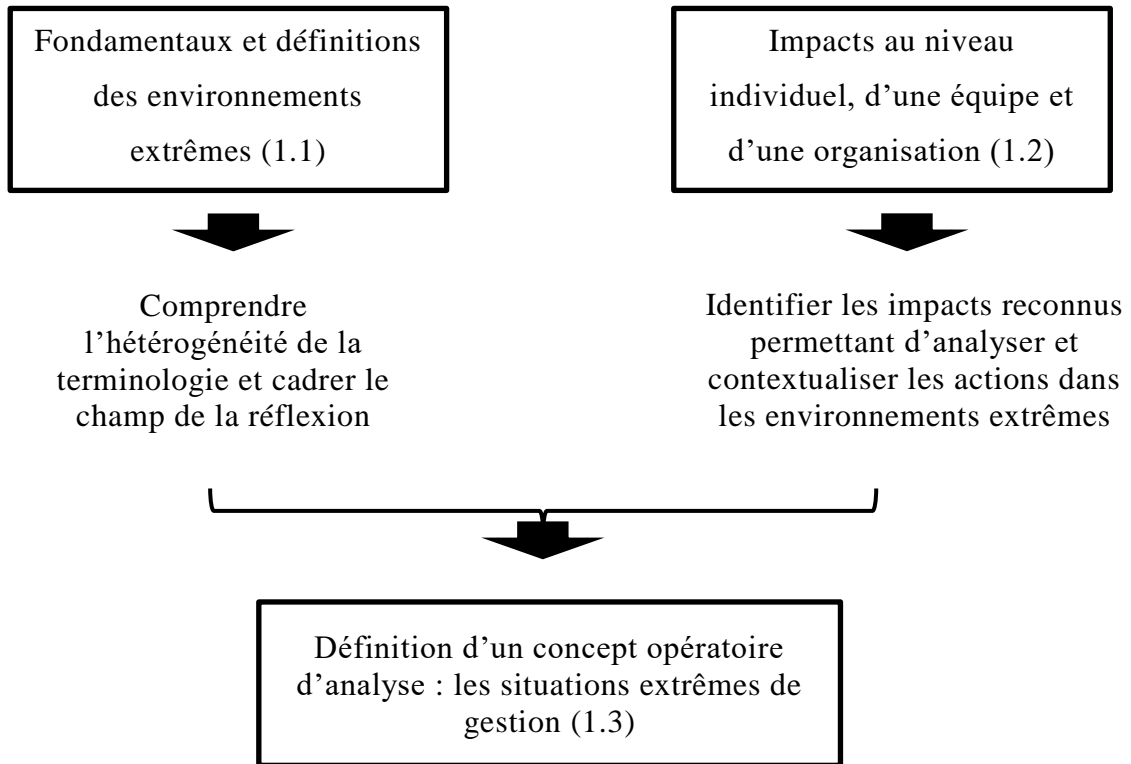 Fondamentaux et définitions
des environnements
extrêmes (1.1)
Impacts au niveau
individuel, d’une équipe et
d’une organisation (1.2)
Comprendre
l’hétérogénéité de la
terminologie et cadrer le
champ de la réflexion
Identifier les impacts reconnus
permettant d’analyser et
contextualiser les actions dans
les environnements extrêmes
Définition d’un concept opératoire
d’analyse : les situations extrêmes de
gestion (1.3)